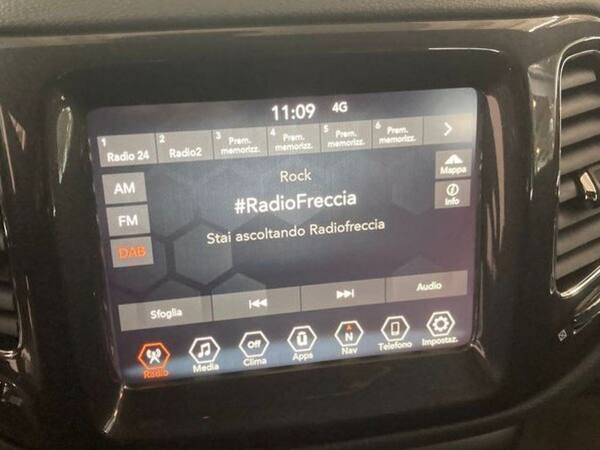 11:09 4G
1 Radio 24
2 Radio2
3 Prem. memorizz.
4 Prem. memorizz.
5 Prem. memorizz.
6 Prem. memorizz.
AM
FM
DAB
Rock
#RadioFreccia
Stai ascoltando Radiofreccia
Mappa
Info
Sfoglia
Audio
Radio
Media
Off
Clima
Apps
N
Nav
Telefono
Impostaz.